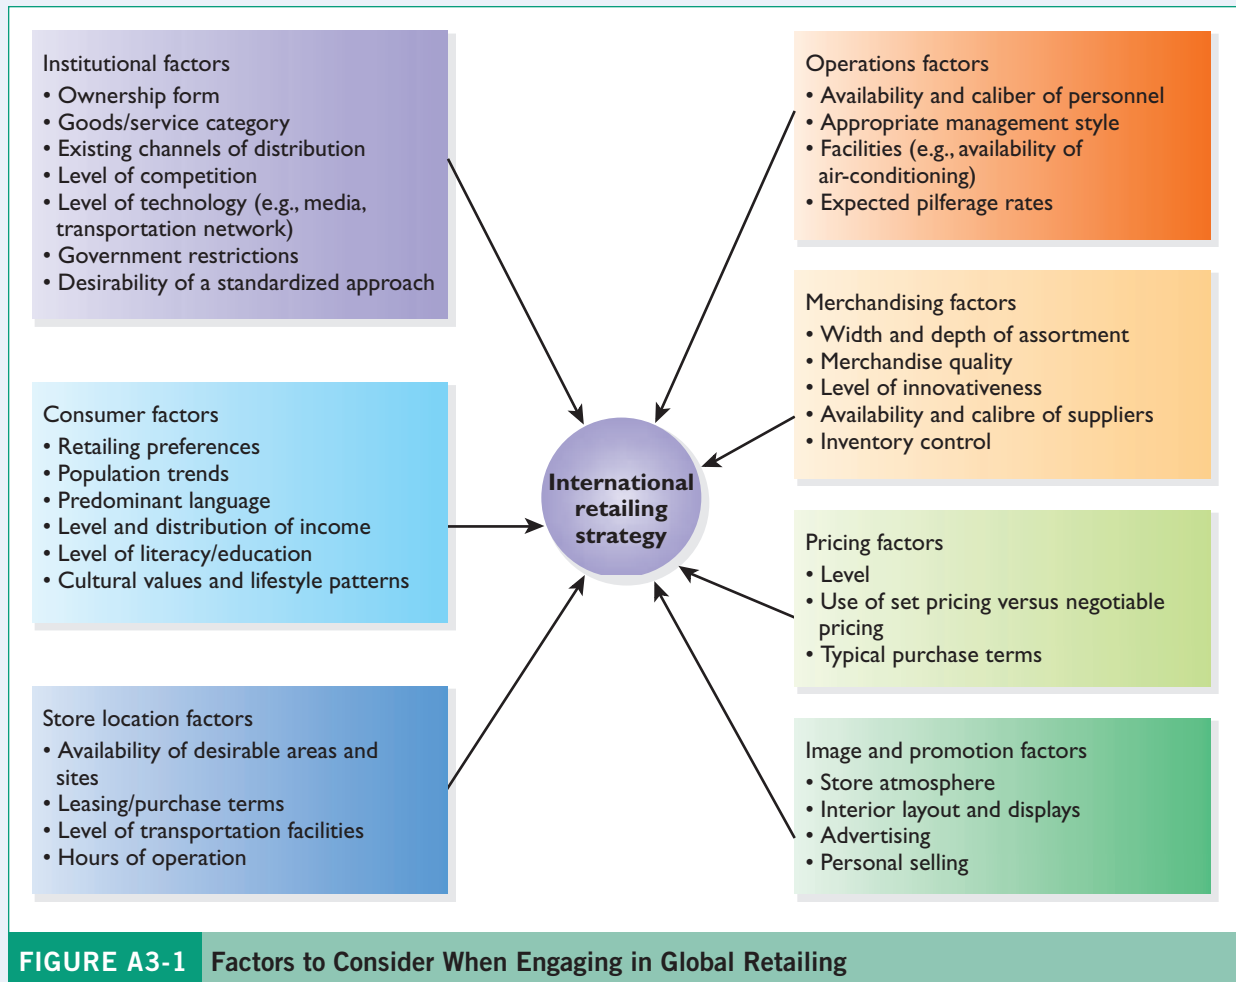 Institutional factors
• Ownership form
• Goods/service category
• Existing channels of distribution
• Level of competition
• Level of technology (e.g., media,
transportation network)
• Government restrictions
• Desirability of a standardized approach
Consumer factors
• Retailing preferences
• Population trends
• Predominant language
• Level and distribution of income
• Level of literacy/education
• Cultural values and lifestyle patterns
Store location factors
• Availability of desirable areas and
sites
• Leasing/purchase terms
• Level of transportation facilities
• Hours of operation
International
retailing
strategy
Operations factors
• Availability and caliber of personnel
• Appropriate management style
• Facilities (e.g., availability of
air-conditioning)
• Expected pilferage rates
Merchandising factors
• Width and depth of assortment
• Merchandise quality
• Level of innovativeness
• Availability and calibre of suppliers
• Inventory control
Pricing factors
• Level
• Use of set pricing versus negotiable
pricing
• Typical purchase terms
Image and promotion factors
• Store atmosphere
• Interior layout and displays
• Advertising
• Personal selling
FIGURE A3-1 Factors to Consider When Engaging in Global Retailing